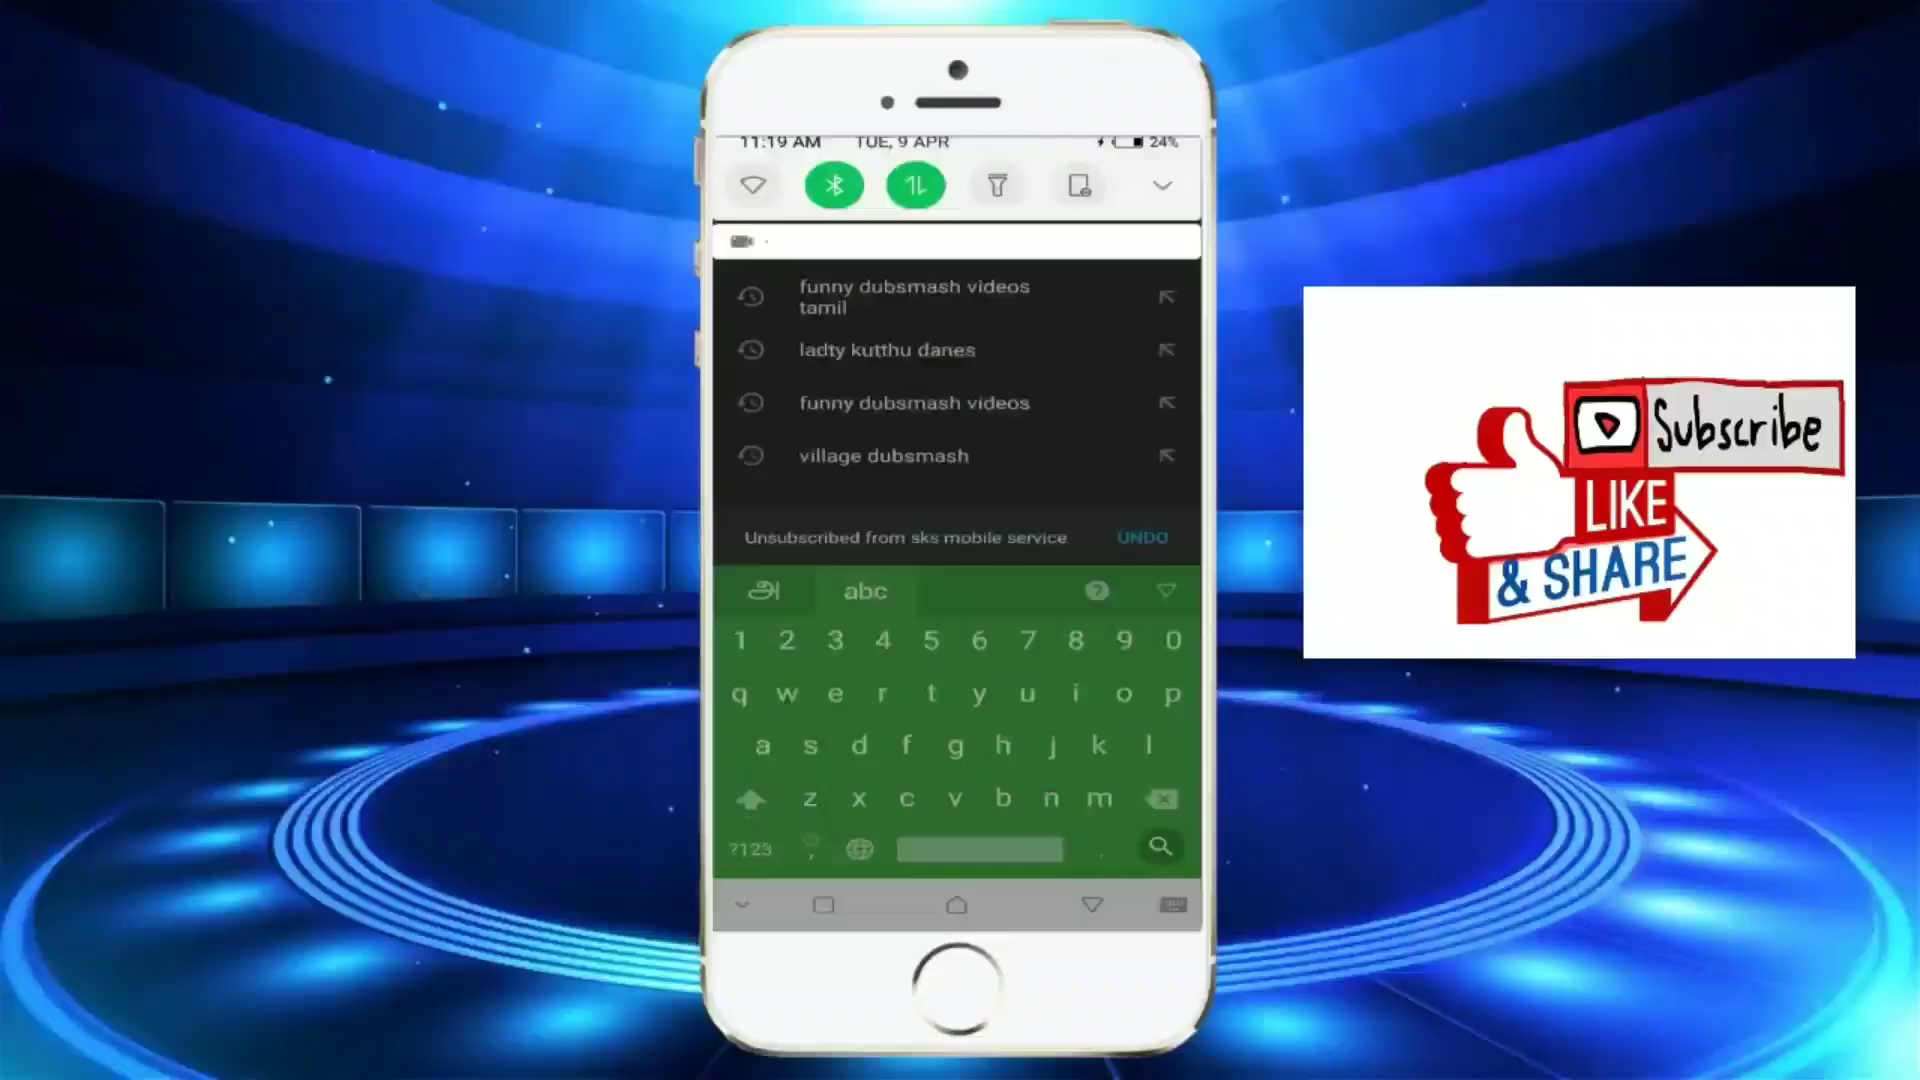 11:19 AM TUE, 9 APR 24%
funny dubsmash videos
tamil
ladty kutthu danes
funny dubsmash videos
village dubsmash
Unsubscribed from sks mobile service UNDO
அ abc ?
1 2 3 4 5 6 7 8 9 0
q w e r t y u i o p
a s d f g h j k l
z x c v b n m
?123 , .
Subscribe
LIKE
& SHARE